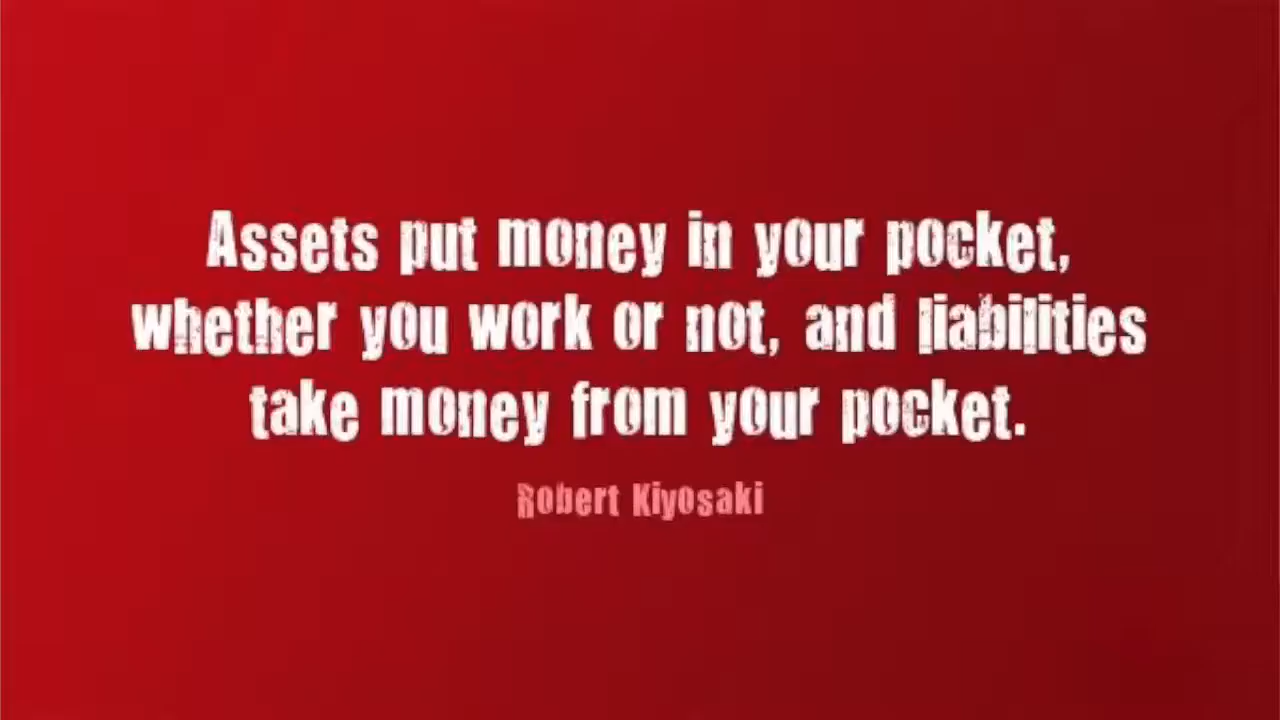 Assets put money in your pocket,
whether you work or not, and liabilities
take money from your pocket.
Robert Kiyosaki